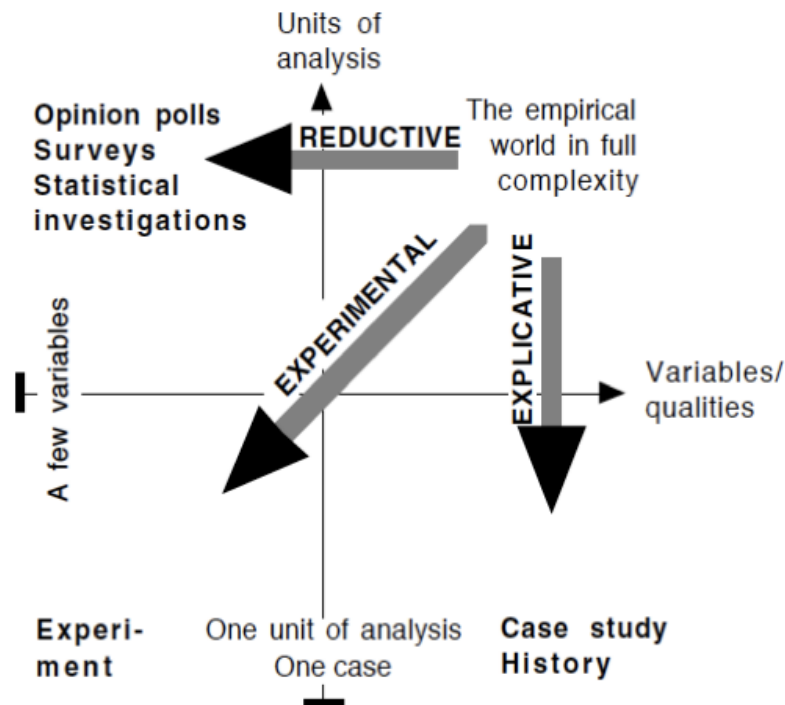 Units of
analysis
Opinion polls
Surveys
Statistical
investigations
REDUCTIVE
The empirical
world in full
complexity
EXPERIMENTAL
EXPLICATIVE
A few variables
Variables/
qualities
Experi-
ment
One unit of analysis
One case
Case study
History